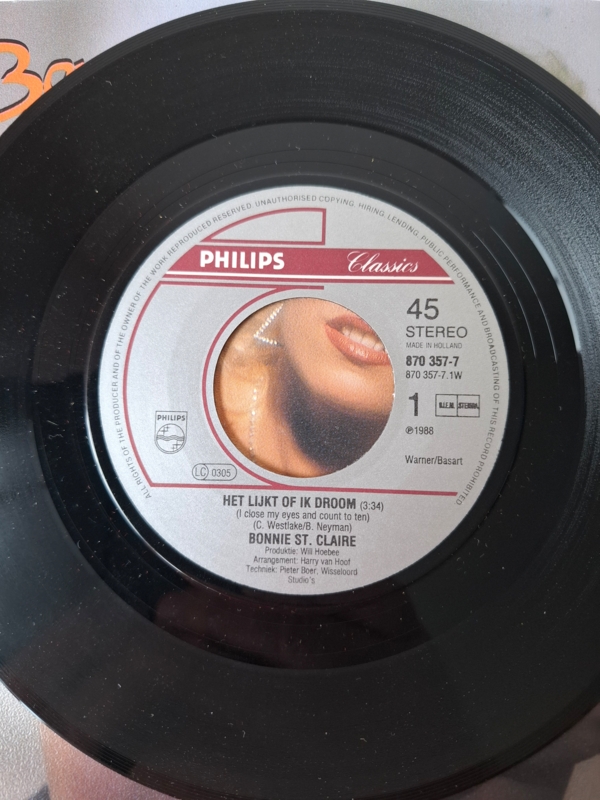 ALL RIGHTS OF THE PRODUCER AND OF THE OWNER OF THE WORK REPRODUCED RESERVED. UNAUTHORISED COPYING, HIRING, LENDING, PUBLIC PERFORMANCE AND BROADCASTING OF THIS RECORD PROHIBITED
PHILIPS Classics
45
STEREO
MADE IN HOLLAND
870 357-7
870 357-7.1W
1
STEMRA
℗1988
PHILIPS
LC 0305
Warner/Basart
HET LIJKT OF IK DROOM (3:34)
(I close my eyes and count to ten)
(C. Westlake/B. Neyman)
BONNIE ST. CLAIRE
Produktie: Will Hoebee
Arrangement: Harry van Hoof
Techniek: Pieter Boer, Wisseloord
Studio's